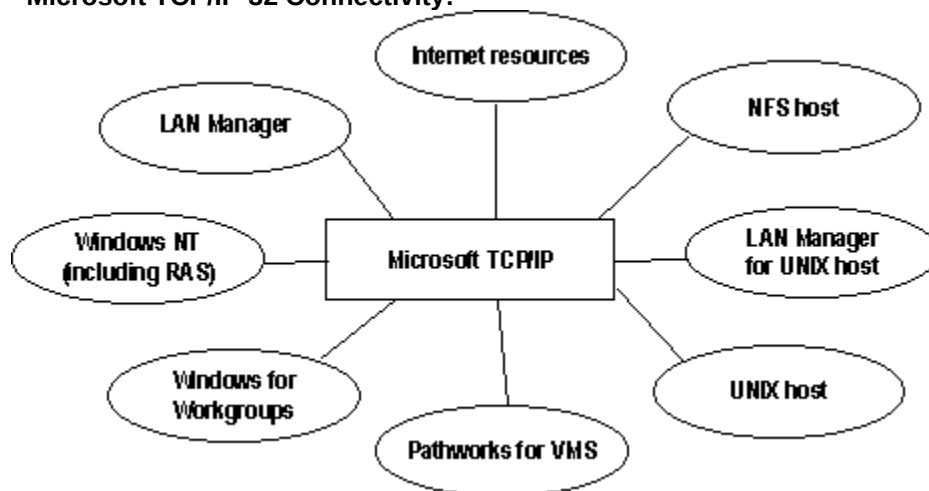 Microsoft TCP/IP-32 Connectivity:
Internet resources
LAN Manager
NFS host
Windows NT
(including RAS)
Microsoft TCP/IP
LAN Manager
for UNIX host
Windows for
Workgroups
UNIX host
Pathworks for VMS